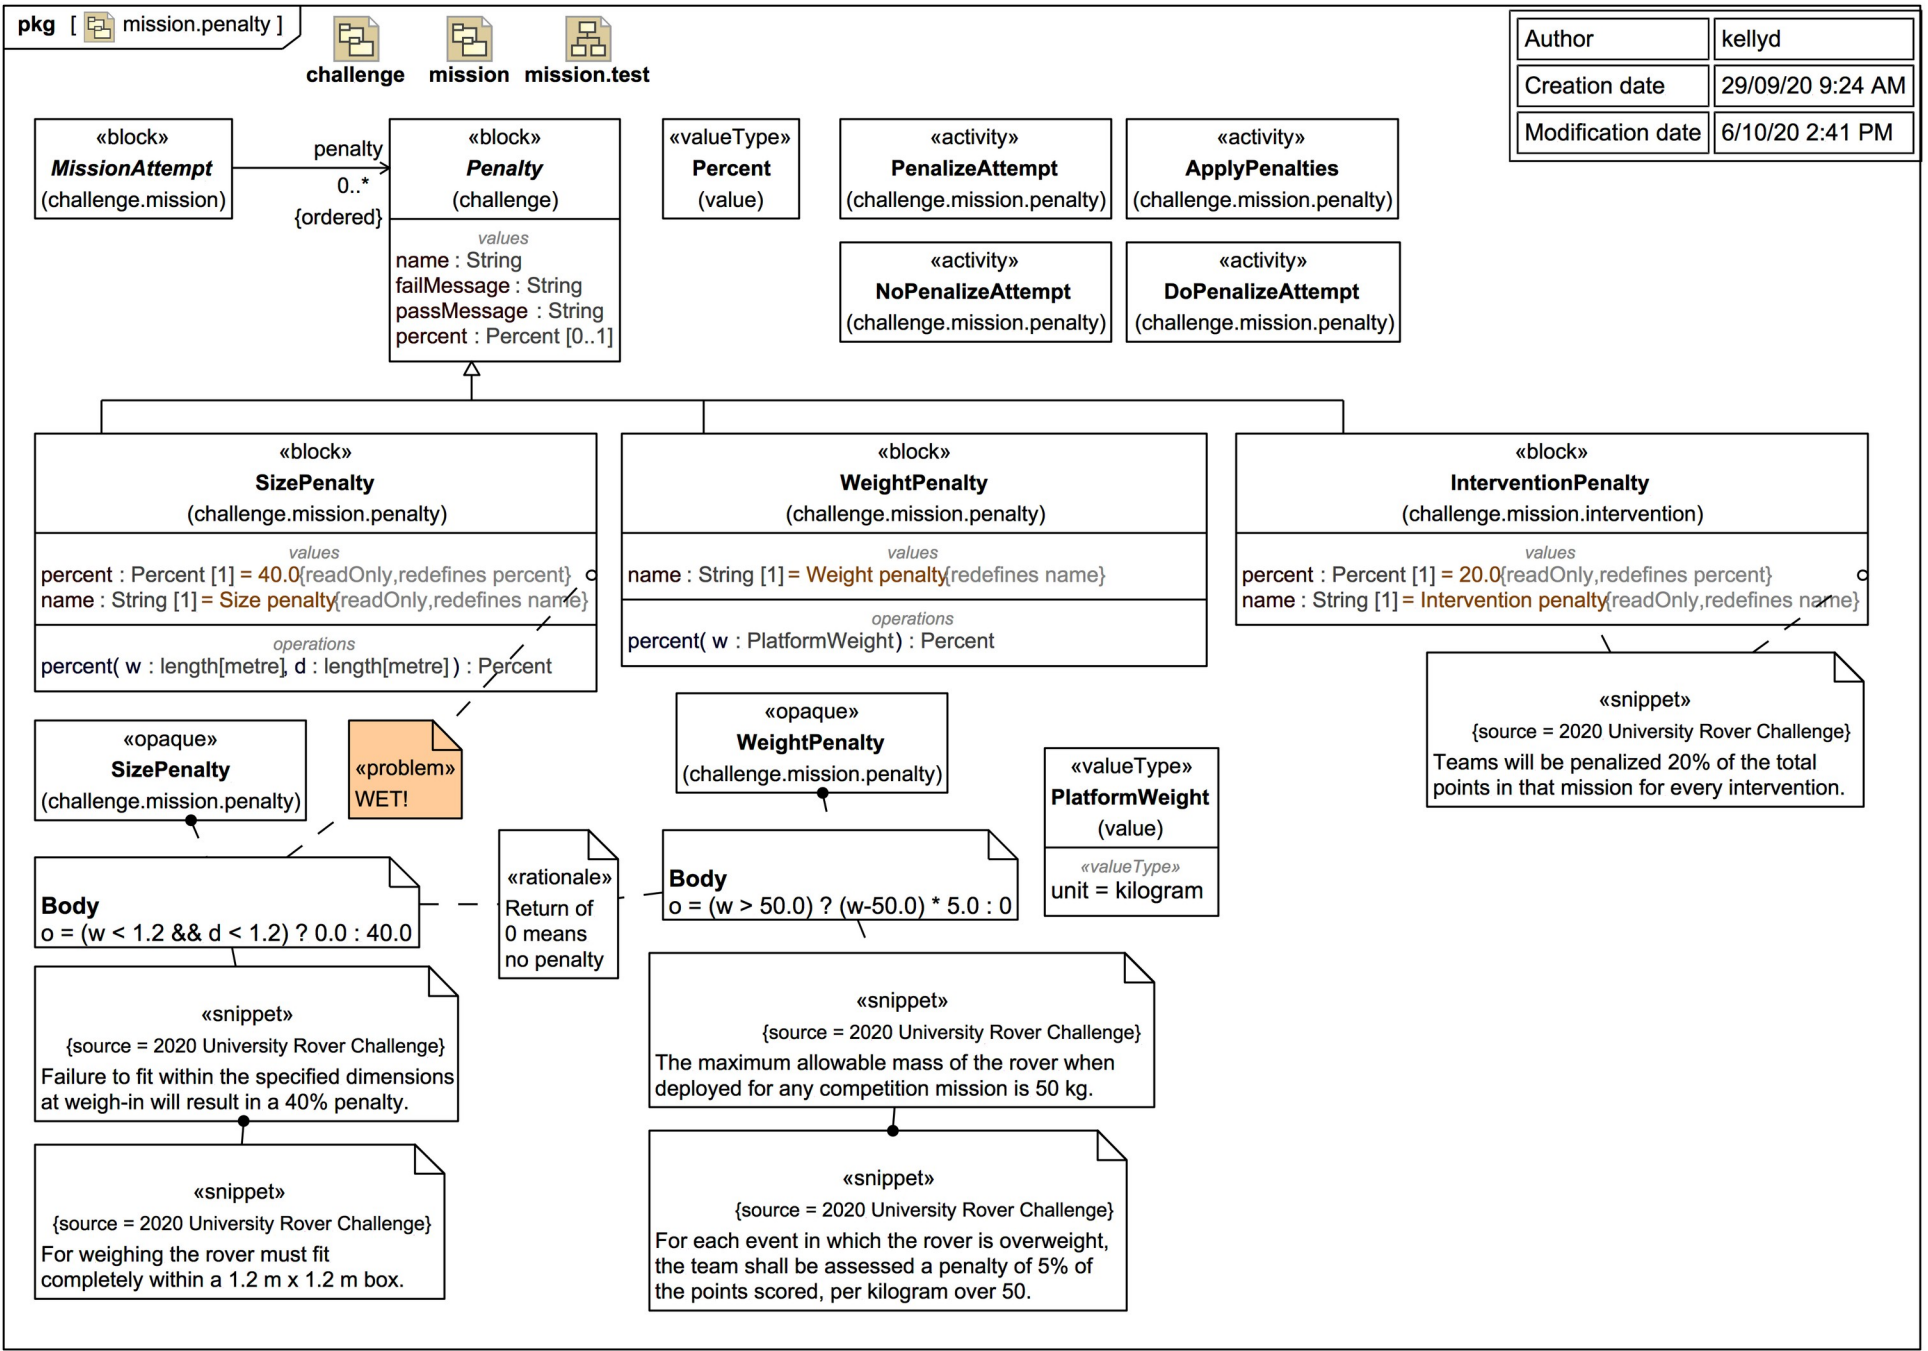 pkg [ mission.penalty ]
challenge
mission
mission.test
Author kellyd
Creation date 29/09/20 9:24 AM
Modification date 6/10/20 2:41 PM
«block»
MissionAttempt
(challenge.mission)
penalty
0..*
{ordered}
«block»
Penalty
(challenge)
values
name : String
failMessage : String
passMessage : String
percent : Percent [0..1]
«valueType»
Percent
(value)
«activity»
PenalizeAttempt
(challenge.mission.penalty)
«activity»
ApplyPenalties
(challenge.mission.penalty)
«activity»
NoPenalizeAttempt
(challenge.mission.penalty)
«activity»
DoPenalizeAttempt
(challenge.mission.penalty)
«block»
SizePenalty
(challenge.mission.penalty)
values
percent : Percent [1] = 40.0{readOnly,redefines percent}
name : String [1] = Size penalty{readOnly,redefines name}
operations
percent( w : length[metre], d : length[metre] ) : Percent
«block»
WeightPenalty
(challenge.mission.penalty)
values
name : String [1] = Weight penalty{redefines name}
operations
percent( w : PlatformWeight) : Percent
«block»
InterventionPenalty
(challenge.mission.intervention)
values
percent : Percent [1] = 20.0{readOnly,redefines percent}
name : String [1] = Intervention penalty{readOnly,redefines name}
«snippet»
{source = 2020 University Rover Challenge}
Teams will be penalized 20% of the total
points in that mission for every intervention.
«opaque»
SizePenalty
(challenge.mission.penalty)
«problem»
WET!
«opaque»
WeightPenalty
(challenge.mission.penalty)
«valueType»
PlatformWeight
(value)
«valueType»
unit = kilogram
Body
o = (w < 1.2 && d < 1.2) ? 0.0 : 40.0
«rationale»
Return of
0 means
no penalty
Body
o = (w > 50.0) ? (w-50.0) * 5.0 : 0
«snippet»
{source = 2020 University Rover Challenge}
Failure to fit within the specified dimensions
at weigh-in will result in a 40% penalty.
«snippet»
{source = 2020 University Rover Challenge}
The maximum allowable mass of the rover when
deployed for any competition mission is 50 kg.
«snippet»
{source = 2020 University Rover Challenge}
For weighing the rover must fit
completely within a 1.2 m x 1.2 m box.
«snippet»
{source = 2020 University Rover Challenge}
For each event in which the rover is overweight,
the team shall be assessed a penalty of 5% of
the points scored, per kilogram over 50.